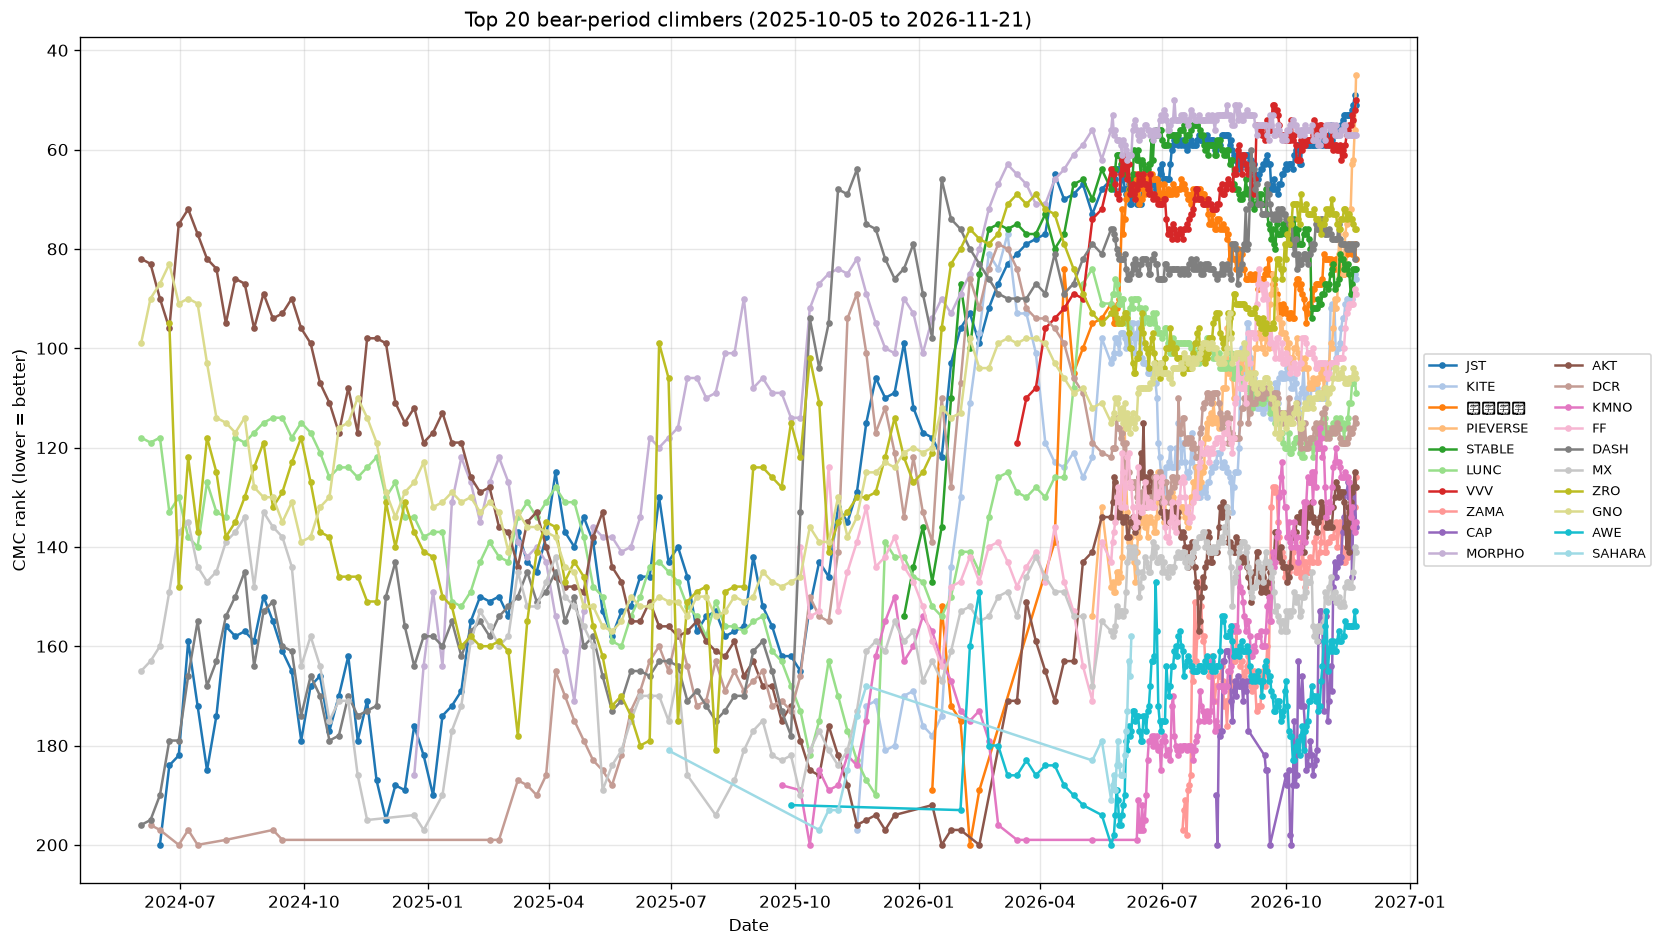 Top 20 bear-period climbers (2025-10-05 to 2026-11-21)
CMC rank (lower = better)
40
60
80
100
120
140
160
180
200
2024-07
2024-10
2025-01
2025-04
2025-07
2025-10
2026-01
2026-04
2026-07
2026-10
2027-01
Date
JST
KITE
PIEVERSE
STABLE
LUNC
VVV
ZAMA
CAP
MORPHO
AKT
DCR
KMNO
FF
DASH
MX
ZRO
GNO
AWE
SAHARA